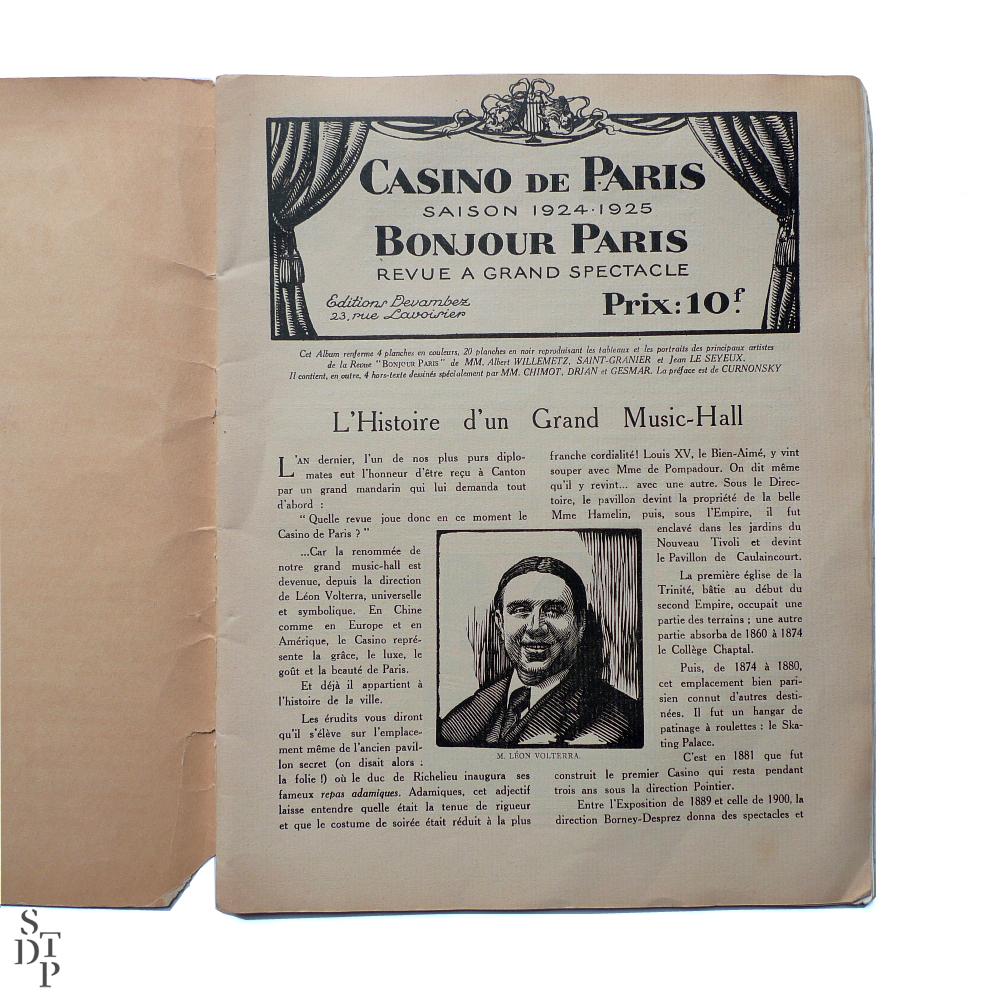 CASINO DE PARIS
SAISON 1924-1925
BONJOUR PARIS
REVUE A GRAND SPECTACLE
Editions Devambez
23, rue Lavoisier
Prix: 10f.
Cet Album renferme 4 planches en couleurs, 20 planches en noir reproduisant les tableaux et les portraits des principaux artistes
de la Revue "BONJOUR PARIS" de MM. Albert WILLEMETZ, SAINT-GRANIER et Jean LE SEYEUX.
Il contient, en outre, 4 hors-texte dessinés spécialement par MM. CHIMOT, DRIAN et GESMAR. La préface est de CURNONSKY
L'Histoire d'un Grand Music-Hall
L'AN dernier, l'un de nos plus purs diplo-
mates eut l'honneur d'être reçu à Canton
par un grand mandarin qui lui demanda tout
d'abord :
“ Quelle revue joue donc en ce moment le
Casino de Paris ? ”
...Car la renommée de
notre grand music-hall est
devenue, depuis la direction
de Léon Volterra, universelle
et symbolique. En Chine
comme en Europe et en
Amérique, le Casino repré-
sente la grâce, le luxe, le
goût et la beauté de Paris.
Et déjà il appartient à
l'histoire de la ville.
Les érudits vous diront
qu'il s'élève sur l'emplace-
ment même de l'ancien pavil-
lon secret (on disait alors :
la folie !) où le duc de Richelieu inaugura ses
fameux repas adamiques. Adamiques, cet adjectif
laisse entendre quelle était la tenue de rigueur
et que le costume de soirée était réduit à la plus
franche cordialité! Louis XV, le Bien-Aimé, y vint
souper avec Mme de Pompadour. On dit même
qu'il y revint... avec une autre. Sous le Direc-
toire, le pavillon devint la propriété de la belle
Mme Hamelin, puis, sous l'Empire, il fut
enclavé dans les jardins du
Nouveau Tivoli et devint
le Pavillon de Caulaincourt.
La première église de la
Trinité, bâtie au début du
second Empire, occupait une
partie des terrains ; une autre
partie absorba de 1860 à 1874
le Collège Chaptal.
Puis, de 1874 à 1880,
cet emplacement bien pari-
sien connut d'autres desti-
nées. Il fut un hangar de
patinage à roulettes : le Ska-
ting Palace.
C'est en 1881 que fut
construit le premier Casino qui resta pendant
trois ans sous la direction Pointier.
Entre l'Exposition de 1889 et celle de 1900, la
direction Borney-Desprez donna des spectacles et
M. LÉON VOLTERRA.
SDTP